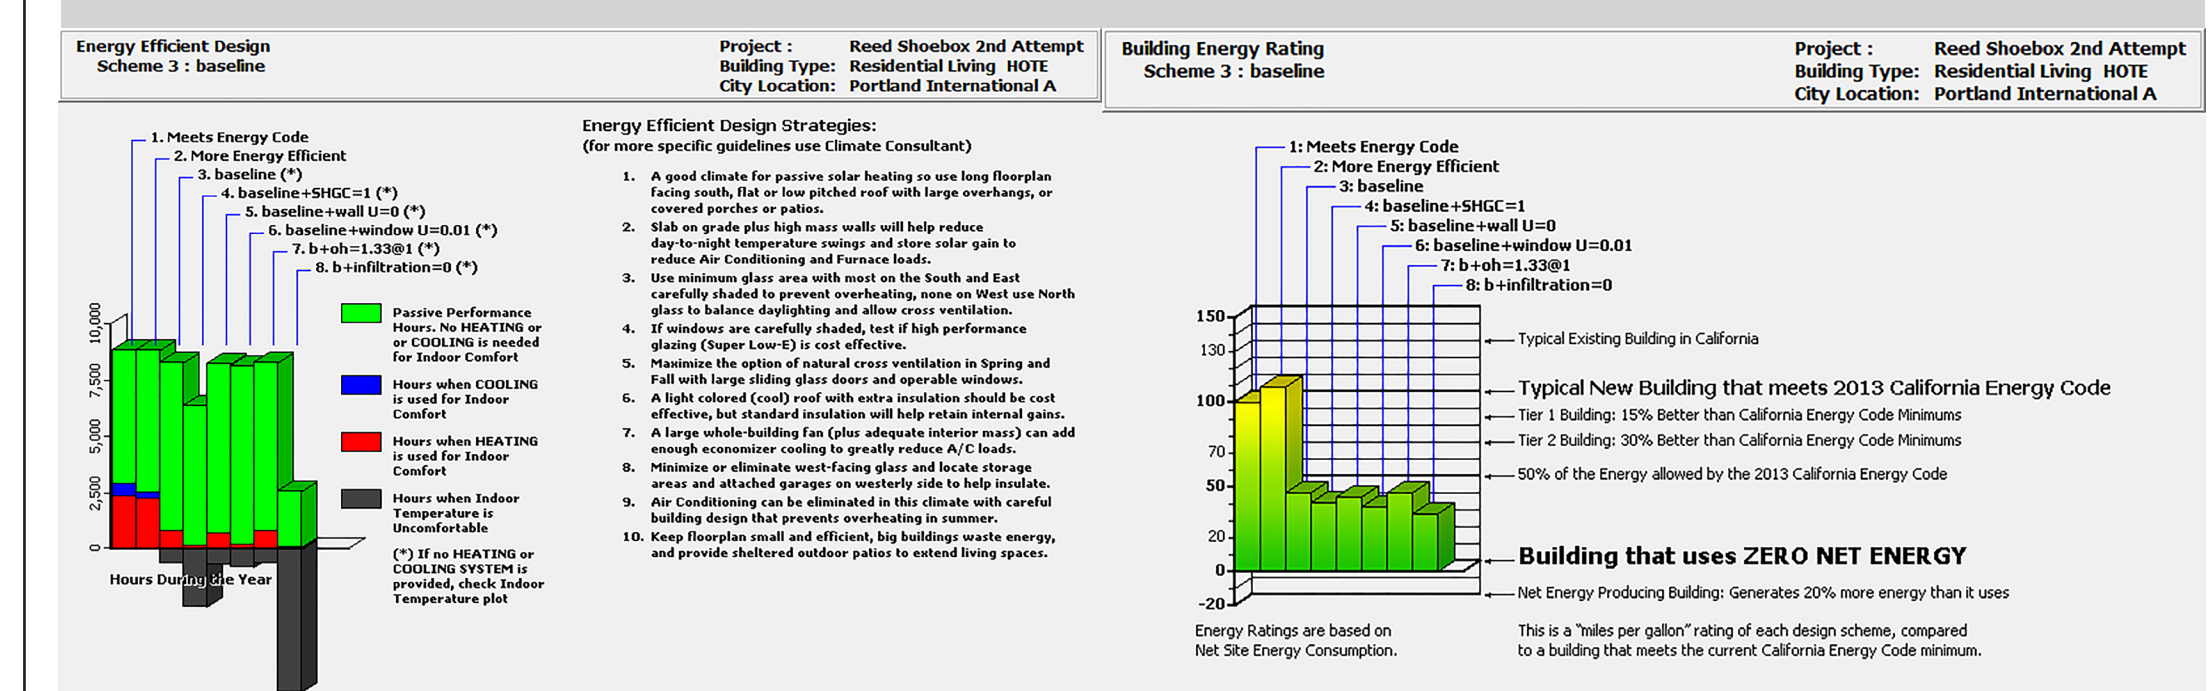 Energy Efficient Design
Scheme 3 : baseline
Project : Reed Shoebox 2nd Attempt
Building Type: Residential Living HOTE
City Location: Portland International A
1. Meets Energy Code
2. More Energy Efficient
3. baseline (*)
4. baseline+SHGC=1 (*)
5. baseline+wall U=0 (*)
6. baseline+window U=0.01 (*)
7. b+oh=1.33@1 (*)
8. b+infiltration=0 (*)
10,000
7,500
5,000
2,500
0
Hours During the Year
Passive Performance
Hours. No HEATING or
or COOLING is needed
for Indoor Comfort
Hours when COOLING
is used for Indoor
Comfort
Hours when HEATING
is used for Indoor
Comfort
Hours when Indoor
Temperature is
Uncomfortable
(*) If no HEATING or
COOLING SYSTEM is
provided, check Indoor
Temperature plot
Energy Efficient Design Strategies:
(for more specific guidelines use Climate Consultant)
1. A good climate for passive solar heating so use long floorplan
facing south, flat or low pitched roof with large overhangs, or
covered porches or patios.
2. Slab on grade plus high mass walls will help reduce
day-to-night temperature swings and store solar gain to
reduce Air Conditioning and Furnace loads.
3. Use minimum glass area with most on the South and East
carefully shaded to prevent overheating, none on West use North
glass to balance daylighting and allow cross ventilation.
4. If windows are carefully shaded, test if high performance
glazing (Super Low-E) is cost effective.
5. Maximize the option of natural cross ventilation in Spring and
Fall with large sliding glass doors and operable windows.
6. A light colored (cool) roof with extra insulation should be cost
effective, but standard insulation will help retain internal gains.
7. A large whole-building fan (plus adequate interior mass) can add
enough economizer cooling to greatly reduce A/C loads.
8. Minimize or eliminate west-facing glass and locate storage
areas and attached garages on westerly side to help insulate.
9. Air Conditioning can be eliminated in this climate with careful
building design that prevents overheating in summer.
10. Keep floorplan small and efficient, big buildings waste energy,
and provide sheltered outdoor patios to extend living spaces.
Building Energy Rating
Scheme 3 : baseline
Project : Reed Shoebox 2nd Attempt
Building Type: Residential Living HOTE
City Location: Portland International A
1: Meets Energy Code
2: More Energy Efficient
3: baseline
4: baseline+SHGC=1
5: baseline+wall U=0
6: baseline+window U=0.01
7: b+oh=1.33@1
8: b+infiltration=0
150
130
100
70
50
20
0
-20
Typical Existing Building in California
Typical New Building that meets 2013 California Energy Code
Tier 1 Building: 15% Better than California Energy Code Minimums
Tier 2 Building: 30% Better than California Energy Code Minimums
50% of the Energy allowed by the 2013 California Energy Code
Building that uses ZERO NET ENERGY
Net Energy Producing Building: Generates 20% more energy than it uses
Energy Ratings are based on
Net Site Energy Consumption.
This is a "miles per gallon" rating of each design scheme, compared
to a building that meets the current California Energy Code minimum.